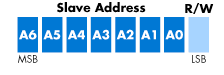 Slave Address R/W
A6 A5 A4 A3 A2 A1 A0
MSB LSB